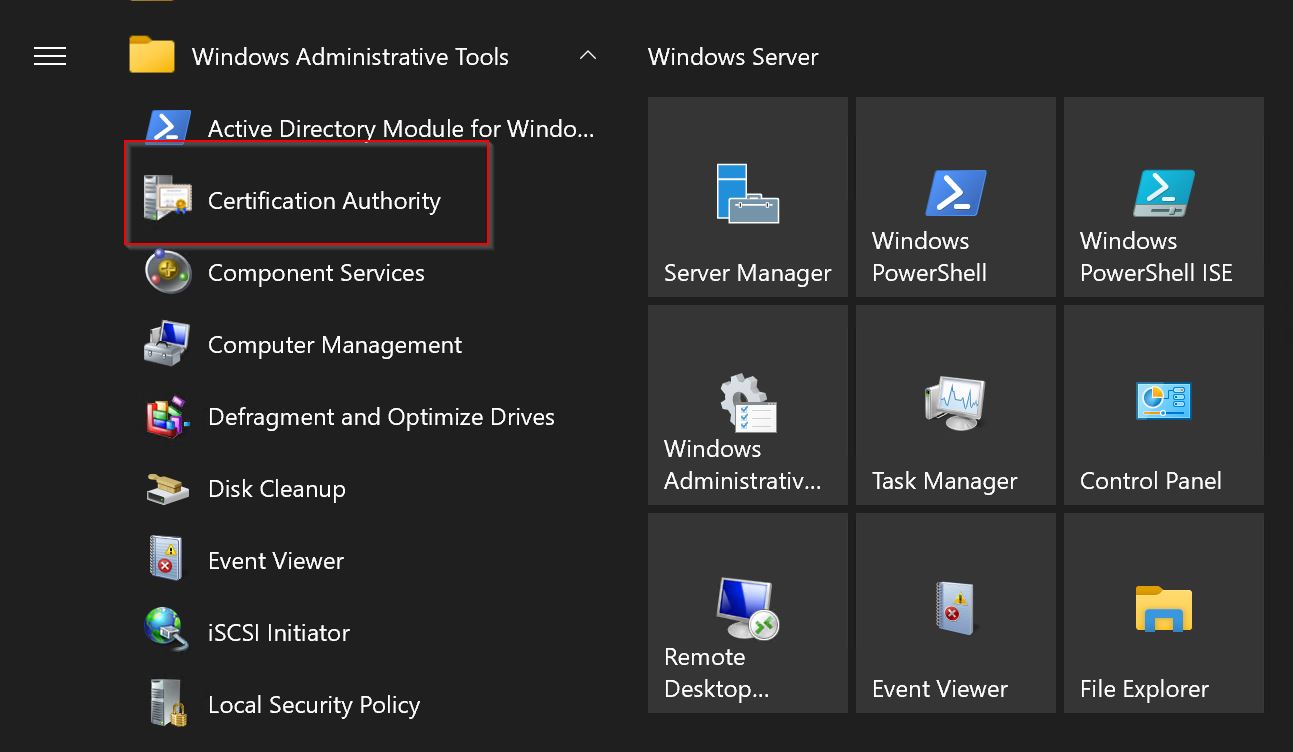 Windows Administrative Tools
Active Directory Module for Windo...
Certification Authority
Component Services
Computer Management
Defragment and Optimize Drives
Disk Cleanup
Event Viewer
iSCSI Initiator
Local Security Policy
Windows Server
Server Manager
Windows
PowerShell
Windows
PowerShell ISE
Windows
Administrativ...
Task Manager
Control Panel
Remote
Desktop...
Event Viewer
File Explorer